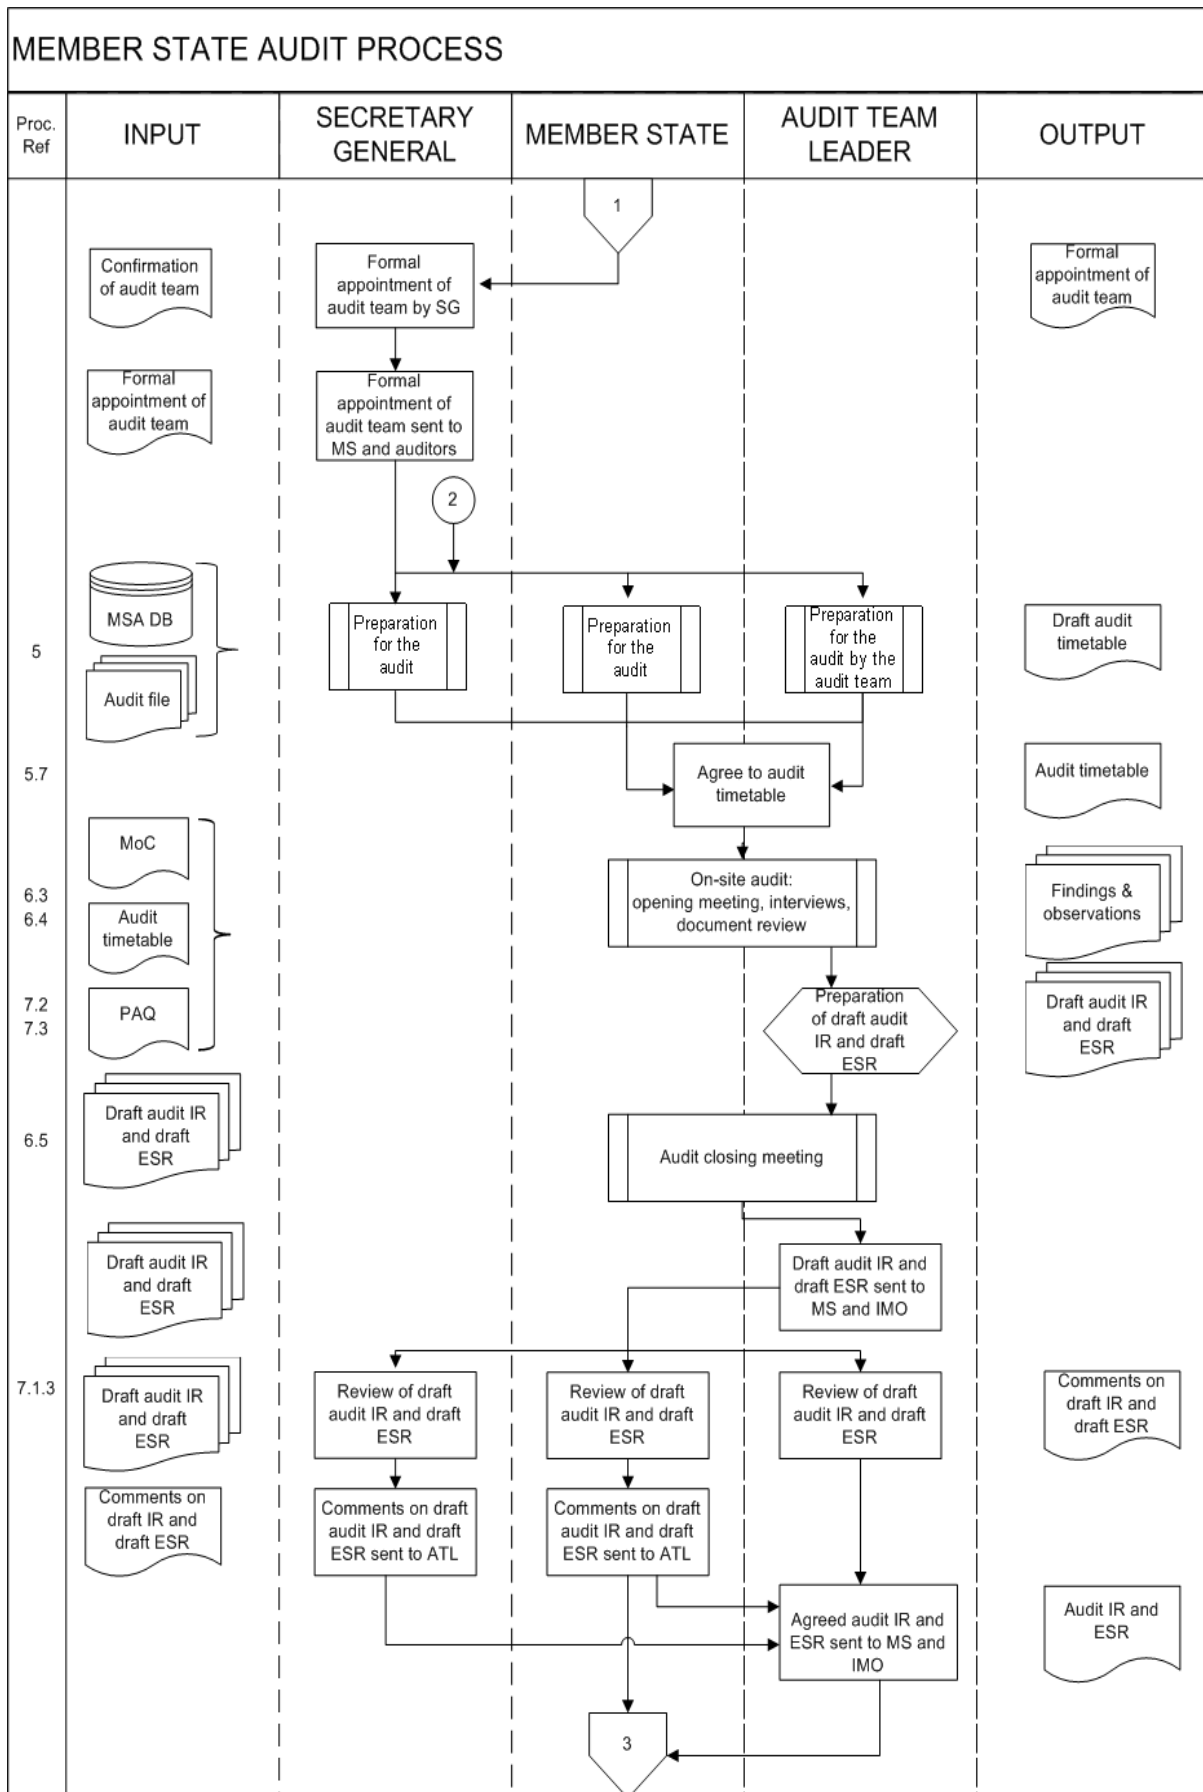 MEMBER STATE AUDIT PROCESS
Proc.
Ref
INPUT
SECRETARY
GENERAL
MEMBER STATE
AUDIT TEAM
LEADER
OUTPUT
1
Confirmation
of audit team
Formal
appointment of
audit team by SG
Formal
appointment of
audit team
Formal
appointment of
audit team
Formal
appointment of
audit team sent to
MS and auditors
2
MSA DB
Audit file
5
Preparation
for the
audit
Preparation
for the
audit
Preparation
for the
audit by the
audit team
Draft audit
timetable
5.7
Agree to audit
timetable
Audit timetable
MoC
6.3
6.4
Audit
timetable
On-site audit:
opening meeting, interviews,
document review
Findings &
observations
7.2
7.3
PAQ
Preparation
of draft audit
IR and draft
ESR
Draft audit IR
and draft
ESR
6.5
Draft audit IR
and draft
ESR
Audit closing meeting
Draft audit IR
and draft
ESR
Draft audit IR and
draft ESR sent to
MS and IMO
7.1.3
Draft audit IR
and draft
ESR
Review of draft
audit IR and draft
ESR
Review of draft
audit IR and draft
ESR
Review of draft
audit IR and draft
ESR
Comments on
draft IR and
draft ESR
Comments on
draft IR and
draft ESR
Comments on draft
audit IR and draft
ESR sent to ATL
Comments on draft
audit IR and draft
ESR sent to ATL
Agreed audit IR and
ESR sent to MS and
IMO
Audit IR and
ESR
3